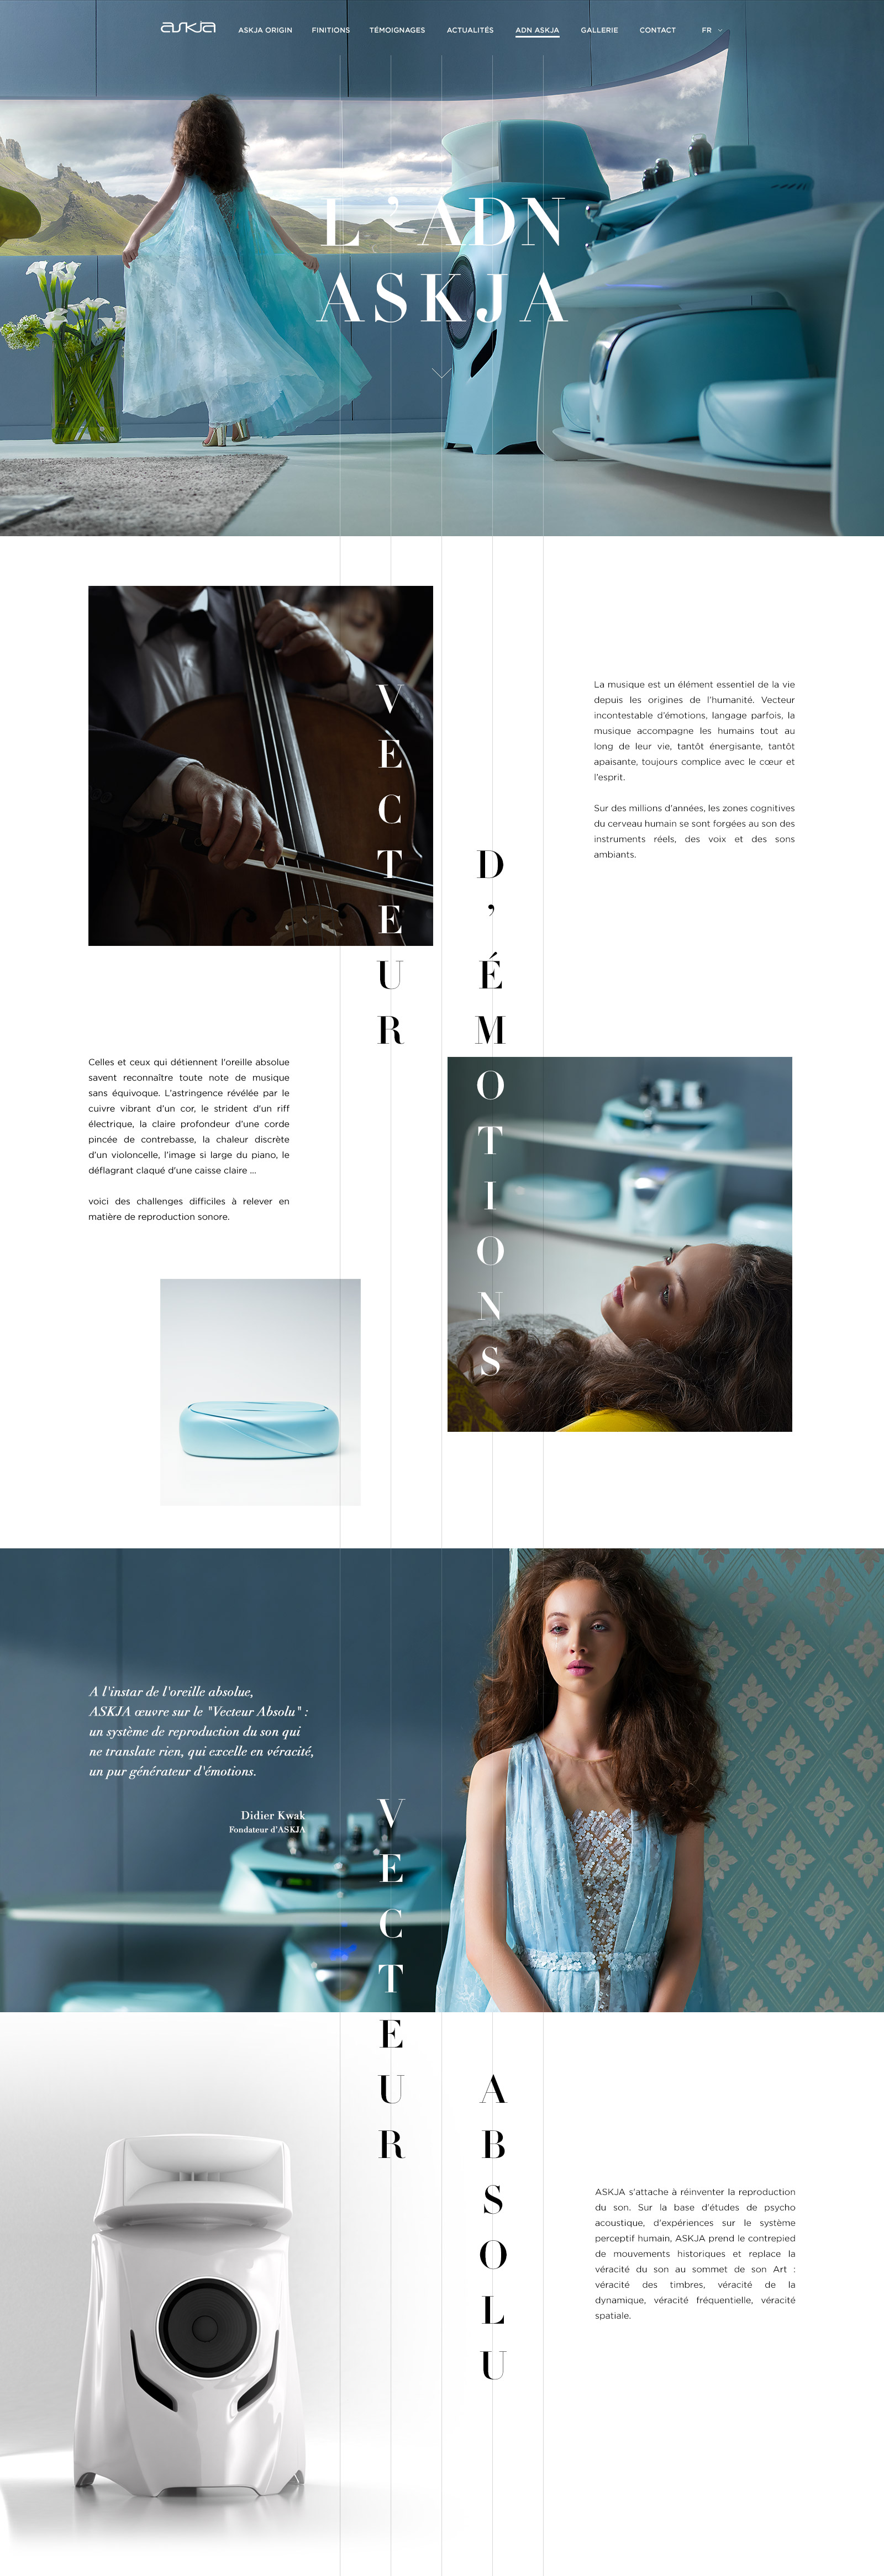 askja
ASKJA ORIGIN FINITIONS TÉMOIGNAGES ACTUALITÉS ADN ASKJA GALLERIE CONTACT FR
L'ADN
ASKJA
VECTEUR
D'ÉMOTIONS
La musique est un élément essentiel de la vie
depuis les origines de l'humanité. Vecteur
incontestable d'émotions, langage parfois, la
musique accompagne les humains tout au
long de leur vie, tantôt énergisante, tantôt
apaisante, toujours complice avec le cœur et
l'esprit.
Sur des millions d'années, les zones cognitives
du cerveau humain se sont forgées au son des
instruments réels, des voix et des sons
ambiants.
Celles et ceux qui détiennent l'oreille absolue
savent reconnaître toute note de musique
sans équivoque. L'astringence révélée par le
cuivre vibrant d'un cor, le strident d'un riff
électrique, la claire profondeur d'une corde
pincée de contrebasse, la chaleur discrète
d'un violoncelle, l'image si large du piano, le
déflagrant claqué d'une caisse claire ...
voici des challenges difficiles à relever en
matière de reproduction sonore.
A l'instar de l'oreille absolue,
ASKJA œuvre sur le "Vecteur Absolu" :
un système de reproduction du son qui
ne translate rien, qui excelle en véracité,
un pur générateur d'émotions.
Didier Kwak
Fondateur d'ASKJA
VECTEUR
ABSOLU
ASKJA s'attache à réinventer la reproduction
du son. Sur la base d'études de psycho
acoustique, d'expériences sur le système
perceptif humain, ASKJA prend le contrepied
de mouvements historiques et replace la
véracité du son au sommet de son Art :
véracité des timbres, véracité de la
dynamique, véracité fréquentielle, véracité
spatiale.